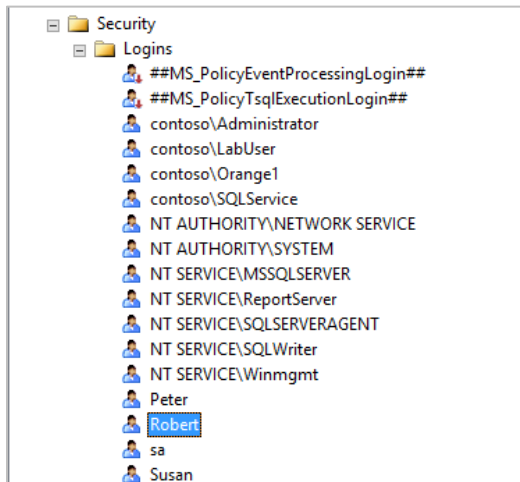 Security
Logins
##MS_PolicyEventProcessingLogin##
##MS_PolicyTsqlExecutionLogin##
contoso\Administrator
contoso\LabUser
contoso\Orange1
contoso\SQLService
NT AUTHORITY\NETWORK SERVICE
NT AUTHORITY\SYSTEM
NT SERVICE\MSSQLSERVER
NT SERVICE\ReportServer
NT SERVICE\SQLSERVERAGENT
NT SERVICE\SQLWriter
NT SERVICE\Winmgmt
Peter
Robert
sa
Susan